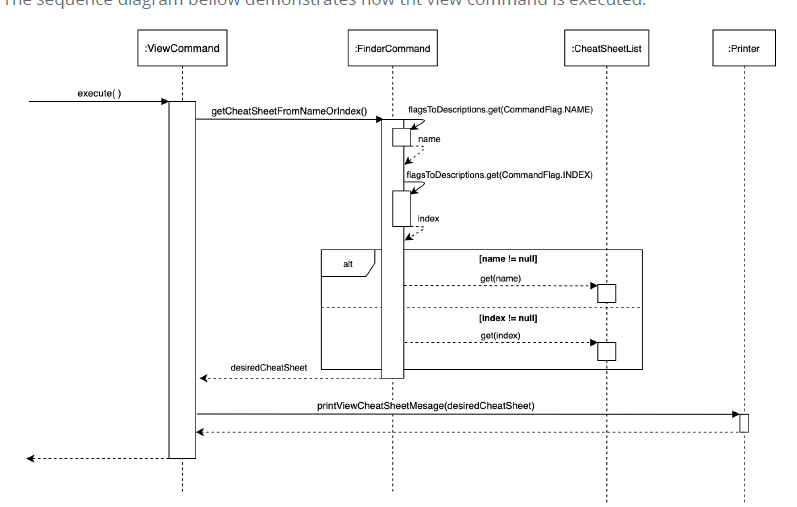 The sequence diagram bellow demonstrates how tht view command is executed.
:ViewCommand
:FinderCommand
:CheatSheetList
:Printer
execute( )
getCheatSheetFromNameOrIndex()
flagsToDescriptions.get(CommandFlag.NAME)
name
flagsToDescriptions.get(CommandFlag.INDEX)
index
alt
[name != null]
get(name)
[index != null]
get(index)
desiredCheatSheet
printViewCheatSheetMesage(desiredCheatSheet)